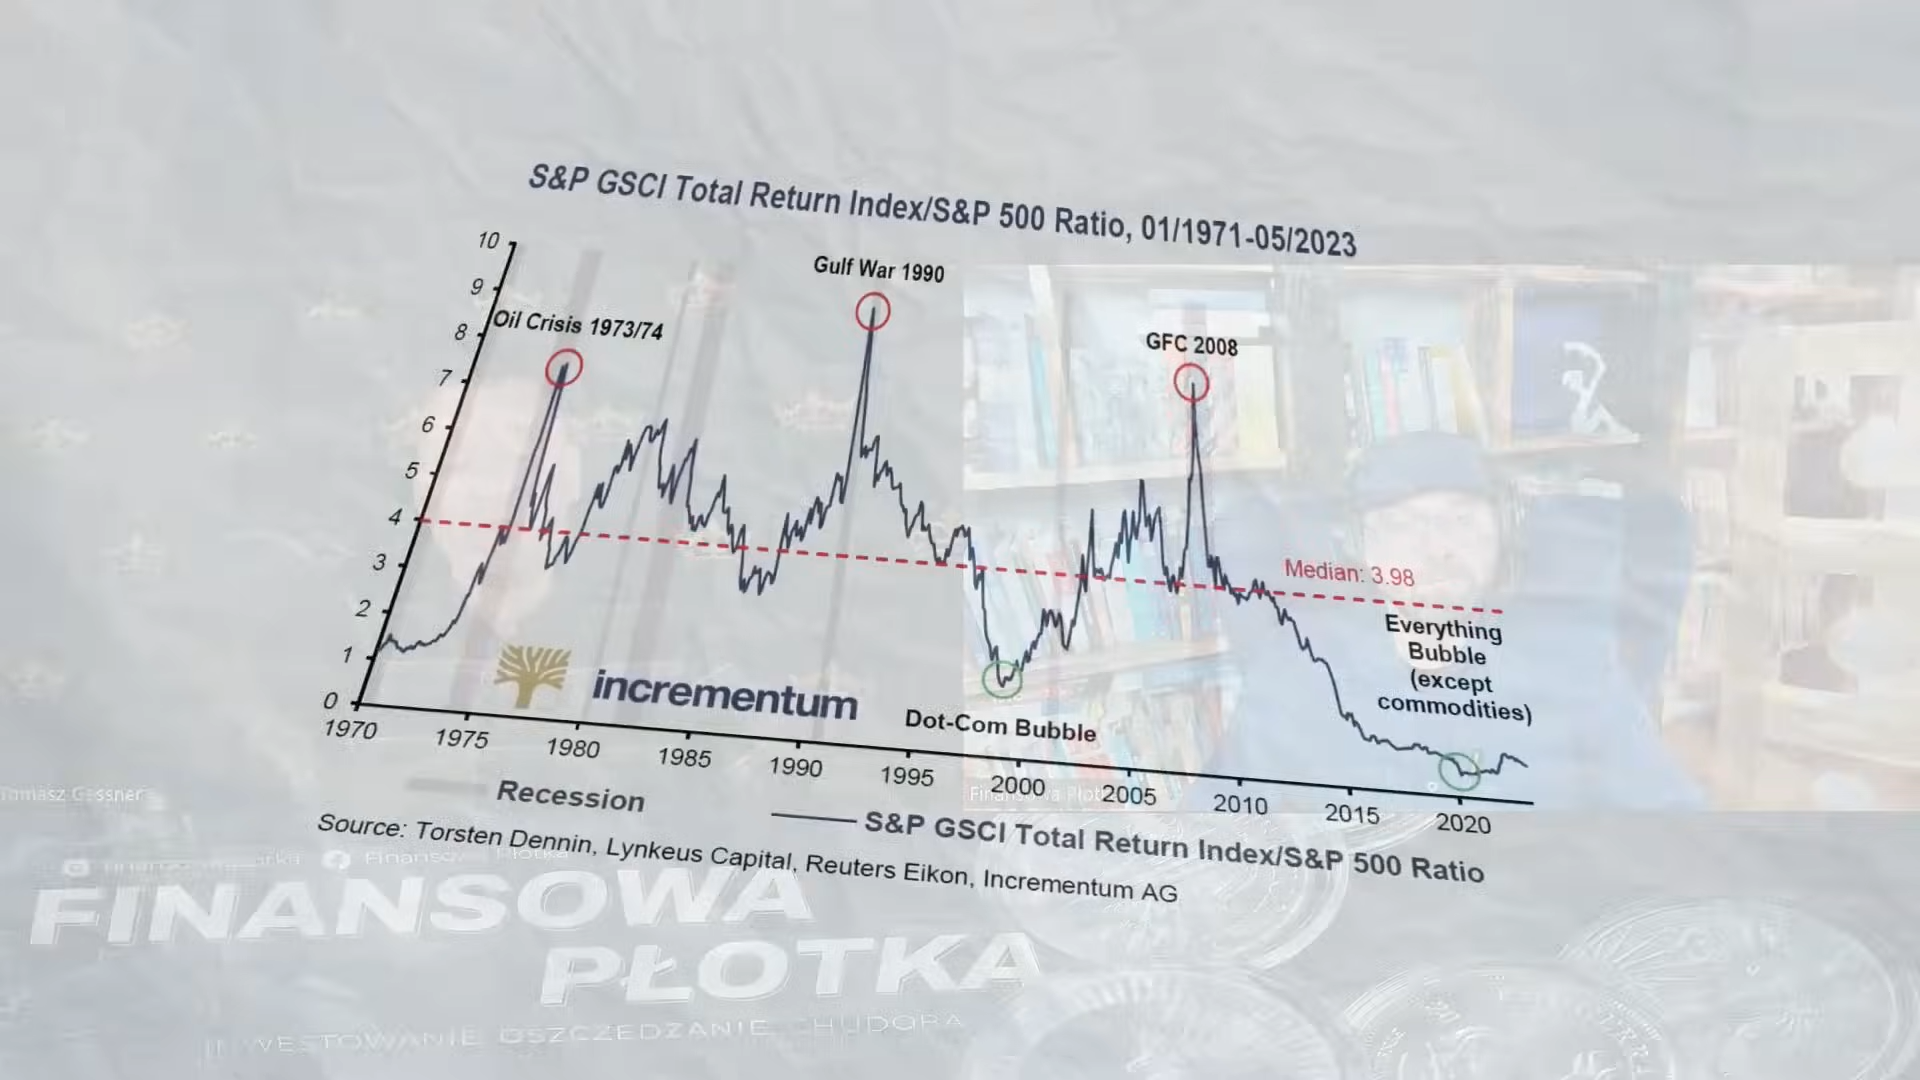 S&P GSCI Total Return Index/S&P 500 Ratio, 01/1971-05/2023
10
9
8
7
6
5
4
3
2
1
0
Oil Crisis 1973/74
Gulf War 1990
GFC 2008
Median: 3.98
Everything
Bubble
(except
commodities)
incrementum
Dot-Com Bubble
1970
1975
1980
1985
1990
1995
2000
2005
2010
2015
2020
Recession
S&P GSCI Total Return Index/S&P 500 Ratio
Source: Torsten Dennin, Lynkeus Capital, Reuters Eikon, Incrementum AG
Tomasz Gessner
Finansowa Płotka
FINANSOWA
PŁOTKA
INWESTOWANIE OSZCZĘDZANIE